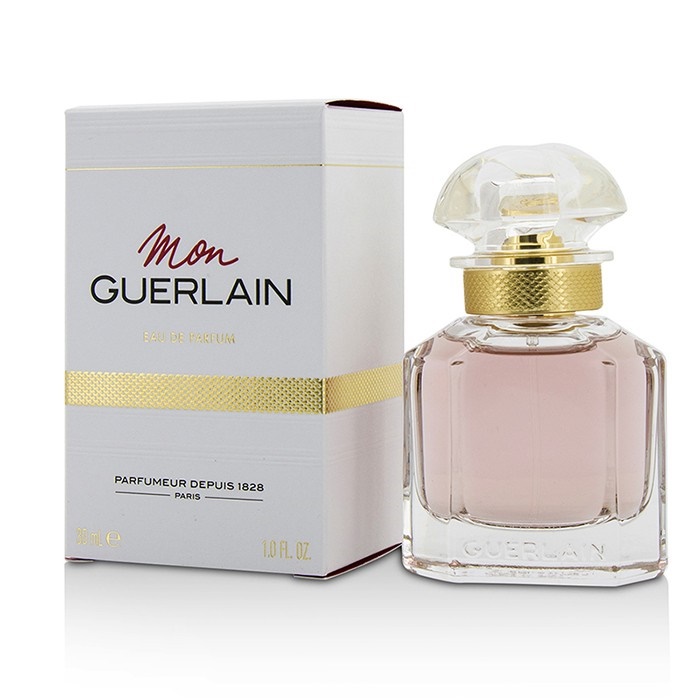 Mon
GUERLAIN
EAU DE PARFUM
PARFUMEUR DEPUIS 1828
PARIS
30 mL ℮ 1.0 FL. OZ.
GUERLAIN